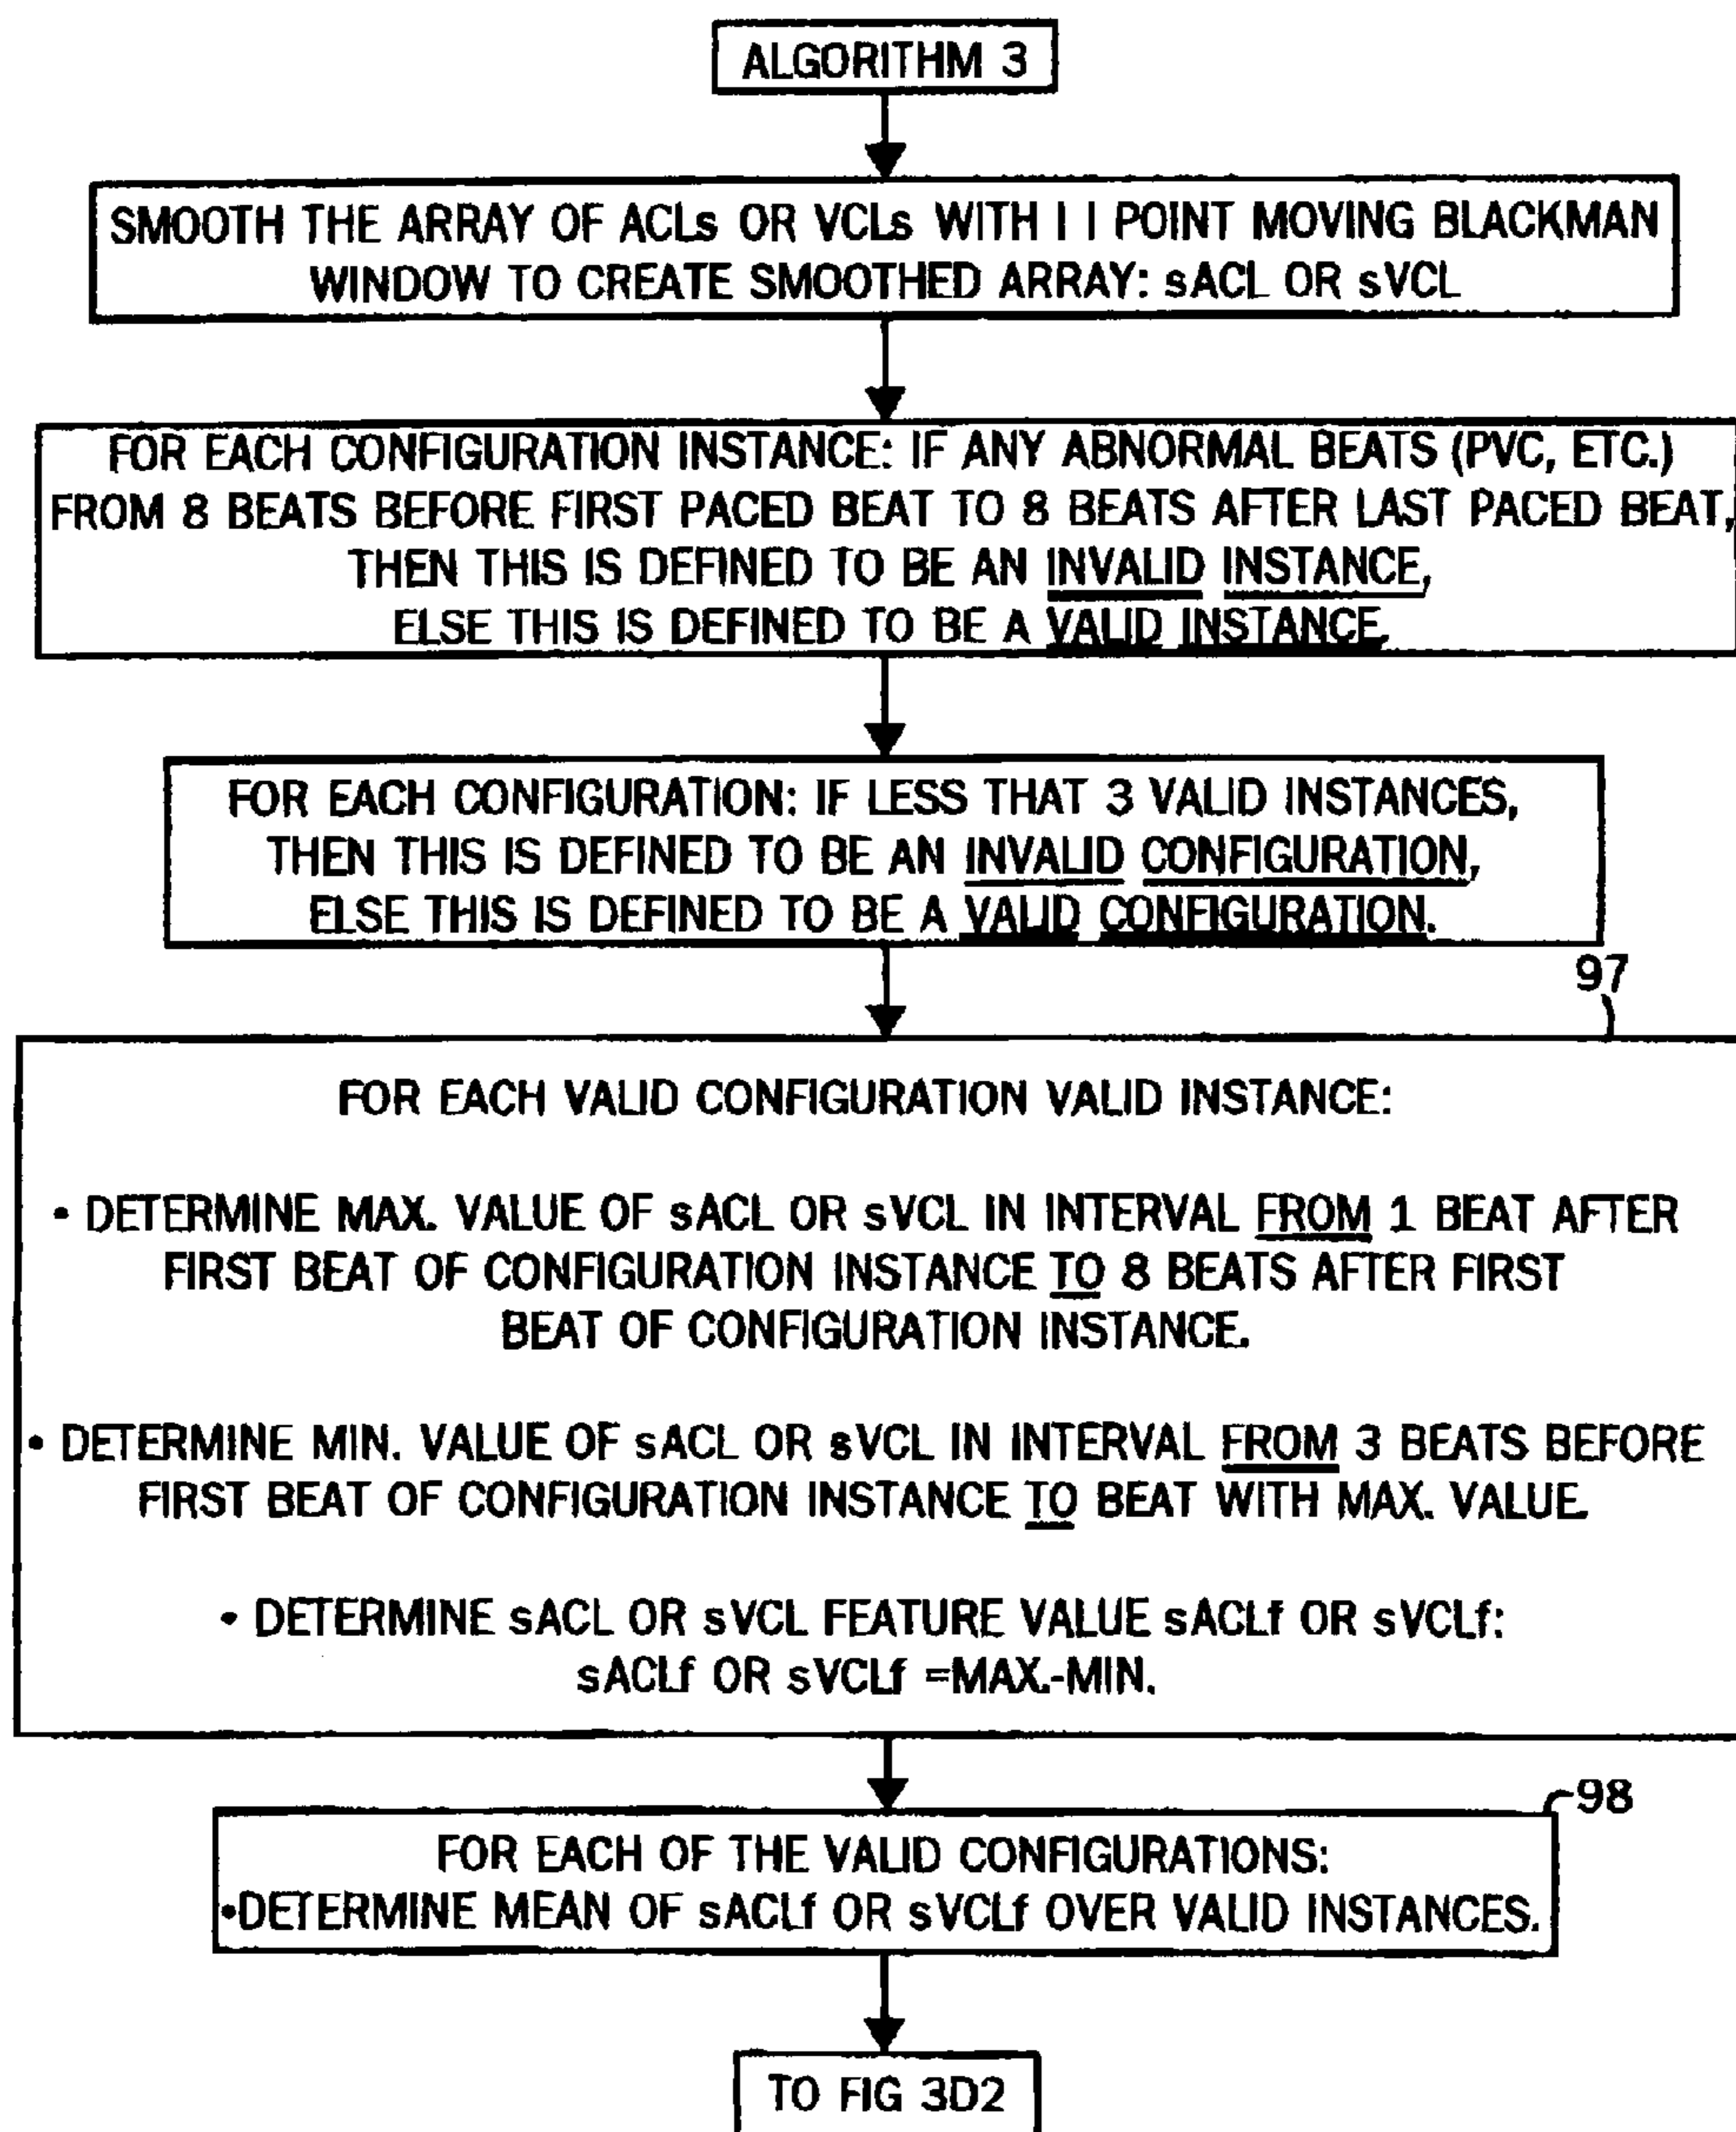 ALGORITHM 3
SMOOTH THE ARRAY OF ACLs OR VCLs WITH I I POINT MOVING BLACKMAN
WINDOW TO CREATE SMOOTHED ARRAY: sACL OR sVCL
FOR EACH CONFIGURATION INSTANCE: IF ANY ABNORMAL BEATS (PVC, ETC.)
FROM 8 BEATS BEFORE FIRST PACED BEAT TO 8 BEATS AFTER LAST PACED BEAT,
THEN THIS IS DEFINED TO BE AN INVALID INSTANCE,
ELSE THIS IS DEFINED TO BE A VALID INSTANCE.
FOR EACH CONFIGURATION: IF LESS THAT 3 VALID INSTANCES,
THEN THIS IS DEFINED TO BE AN INVALID CONFIGURATION,
ELSE THIS IS DEFINED TO BE A VALID CONFIGURATION.
97
FOR EACH VALID CONFIGURATION VALID INSTANCE:
• DETERMINE MAX. VALUE OF sACL OR sVCL IN INTERVAL FROM 1 BEAT AFTER
FIRST BEAT OF CONFIGURATION INSTANCE TO 8 BEATS AFTER FIRST
BEAT OF CONFIGURATION INSTANCE.
• DETERMINE MIN. VALUE OF sACL OR sVCL IN INTERVAL FROM 3 BEATS BEFORE
FIRST BEAT OF CONFIGURATION INSTANCE TO BEAT WITH MAX. VALUE.
• DETERMINE sACL OR sVCL FEATURE VALUE sACLf OR sVCLf:
sACLf OR sVCLf =MAX.-MIN.
98
FOR EACH OF THE VALID CONFIGURATIONS:
•DETERMINE MEAN OF sACLf OR sVCLf OVER VALID INSTANCES.
TO FIG 3D2